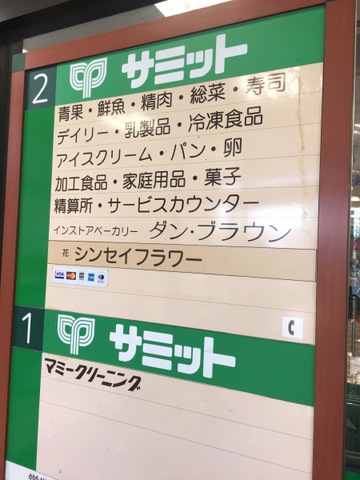 2 サミット
青果・鮮魚・精肉・総菜・寿司
デイリー・乳製品・冷凍食品
アイスクリーム・パン・卵
加工食品・家庭用品・菓子
精算所・サービスカウンター
インストアベーカリー ダン・ブラウン
花 シンセイフラワー
VISA
1 サミット
マミークリーニング